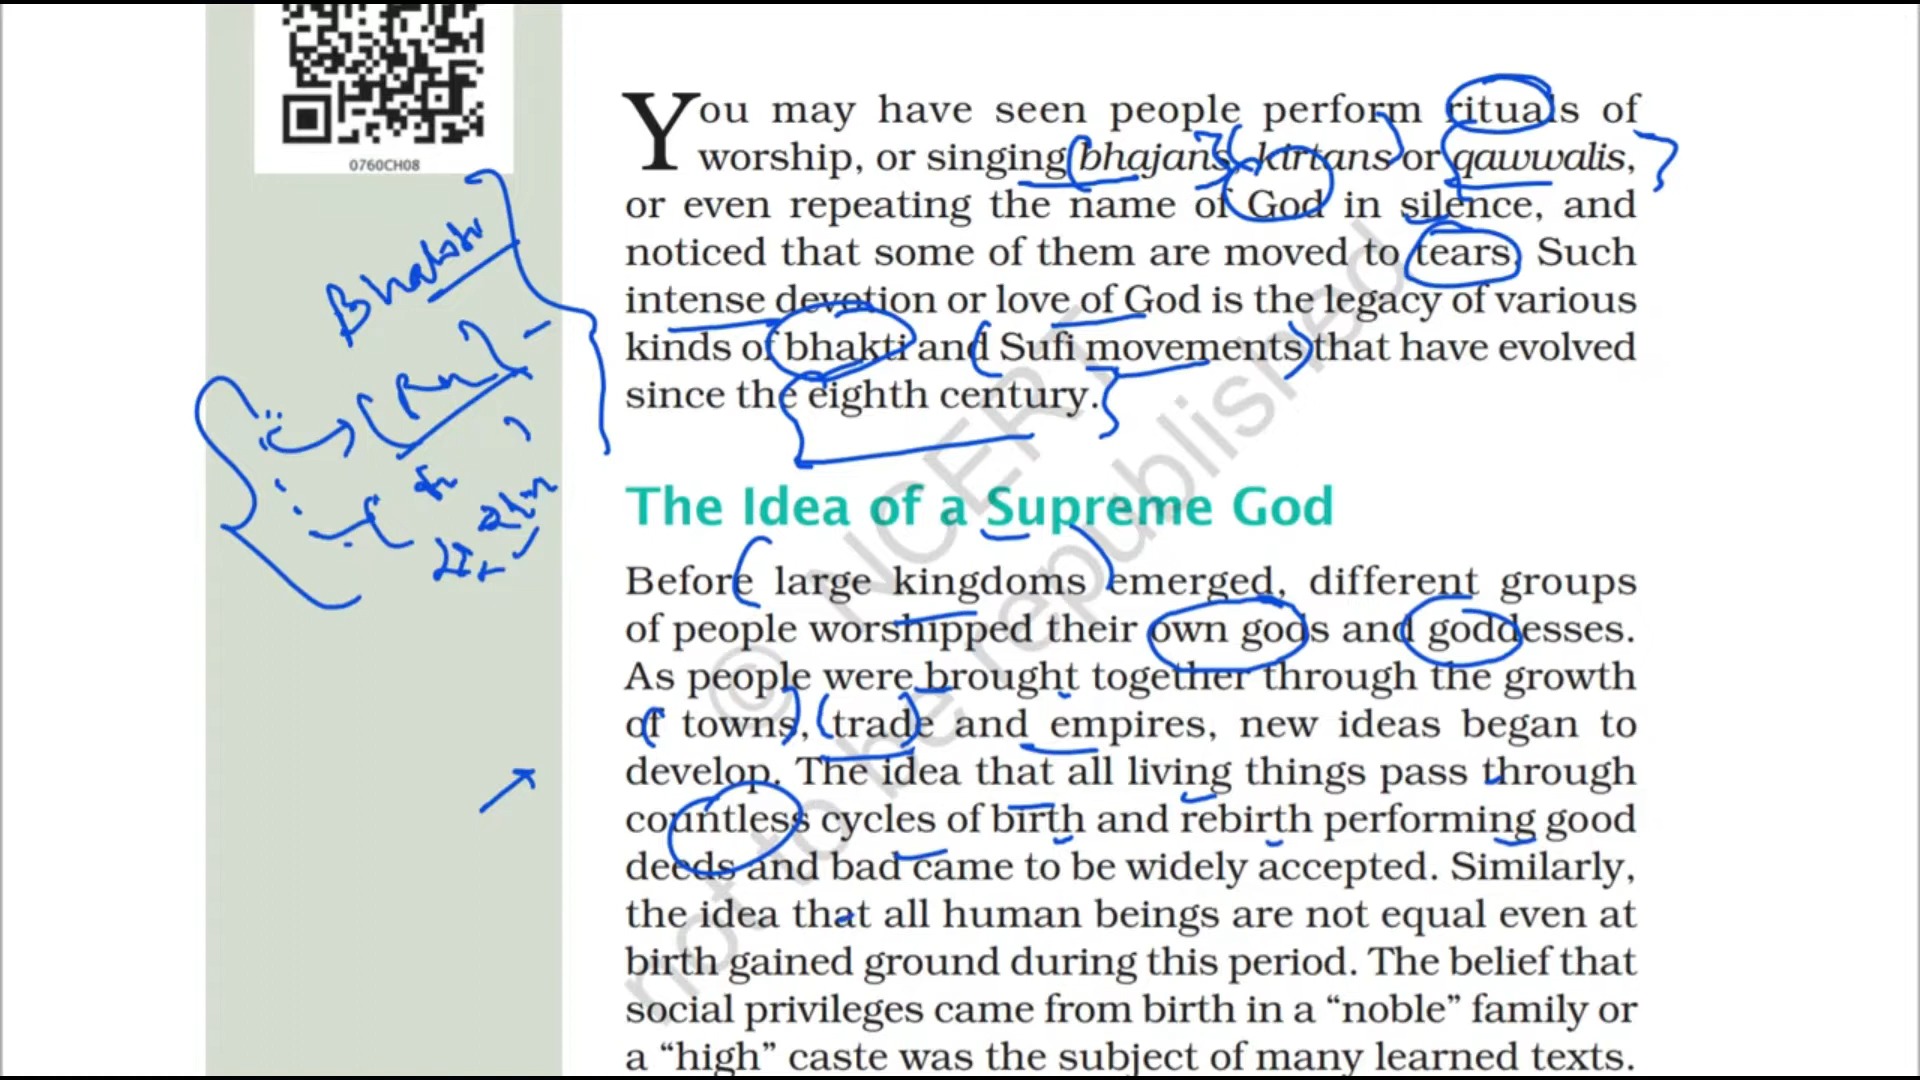 0760CH08
You may have seen people perform rituals of
worship, or singing bhajans, kirtans or qawwalis,
or even repeating the name of God in silence, and
noticed that some of them are moved to tears. Such
intense devotion or love of God is the legacy of various
kinds of bhakti and Sufi movements that have evolved
since the eighth century.
Bhakti
The Idea of a Supreme God
Before large kingdoms emerged, different groups
of people worshipped their own gods and goddesses.
As people were brought together through the growth
of towns, trade and empires, new ideas began to
develop. The idea that all living things pass through
countless cycles of birth and rebirth performing good
deeds and bad came to be widely accepted. Similarly,
the idea that all human beings are not equal even at
birth gained ground during this period. The belief that
social privileges came from birth in a “noble” family or
a “high” caste was the subject of many learned texts.
© NCERT
not to be republished